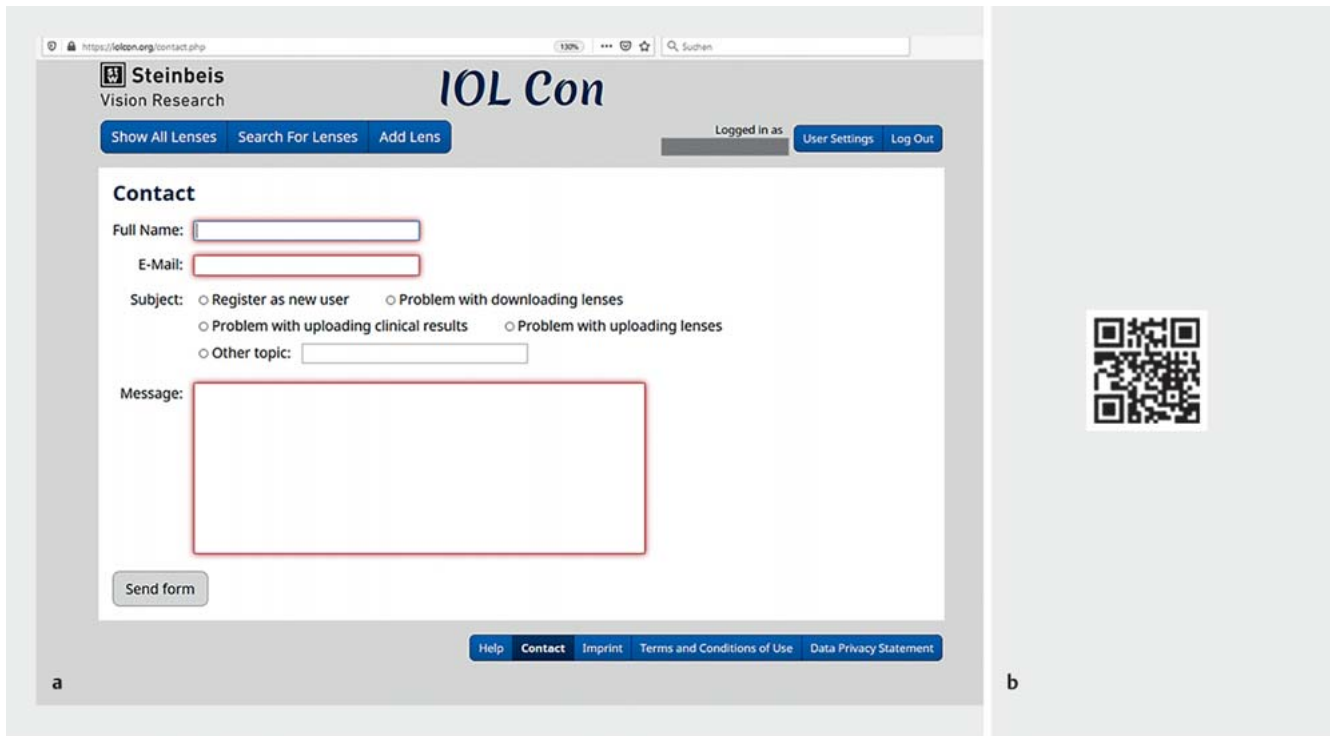 https://iolcon.org/contact.php 130% Suchen
Steinbeis
Vision Research
IOL Con
Show All Lenses Search For Lenses Add Lens
Logged in as
User Settings Log Out
Contact
Full Name:
E-Mail:
Subject: Register as new user Problem with downloading lenses
Problem with uploading clinical results Problem with uploading lenses
Other topic:
Message:
Send form
Help Contact Imprint Terms and Conditions of Use Data Privacy Statement
a
b